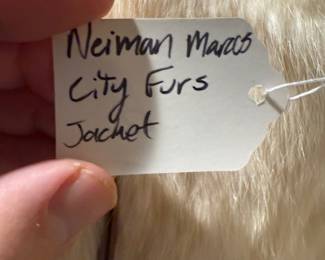 Neiman Marcus
City Furs
Jacket